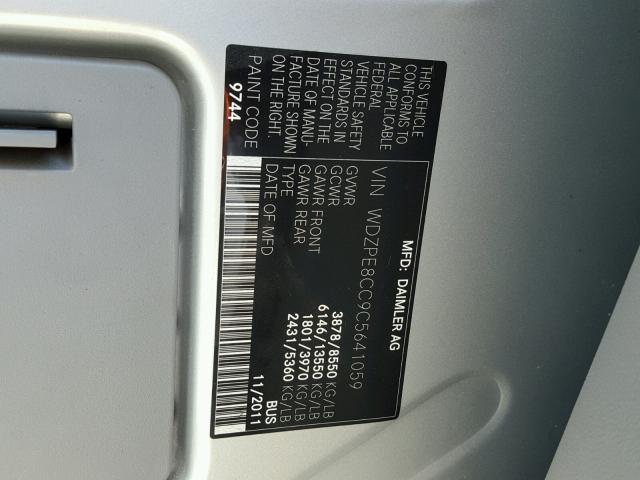 MFD: DAIMLER AG
VIN WDZPE8CC9C5641059
GVWR 3878/8550 KG/LB
GCWR 6146/13550 KG/LB
GAWR FRONT 1801/3970 KG/LB
GAWR REAR 2431/5360 KG/LB
TYPE BUS
DATE OF MFD 11/2011
THIS VEHICLE
CONFORMS TO
ALL APPLICABLE
FEDERAL
VEHICLE SAFETY
STANDARDS IN
EFFECT ON THE
DATE OF MANU-
FACTURE SHOWN
ON THE RIGHT.
PAINT CODE
9744